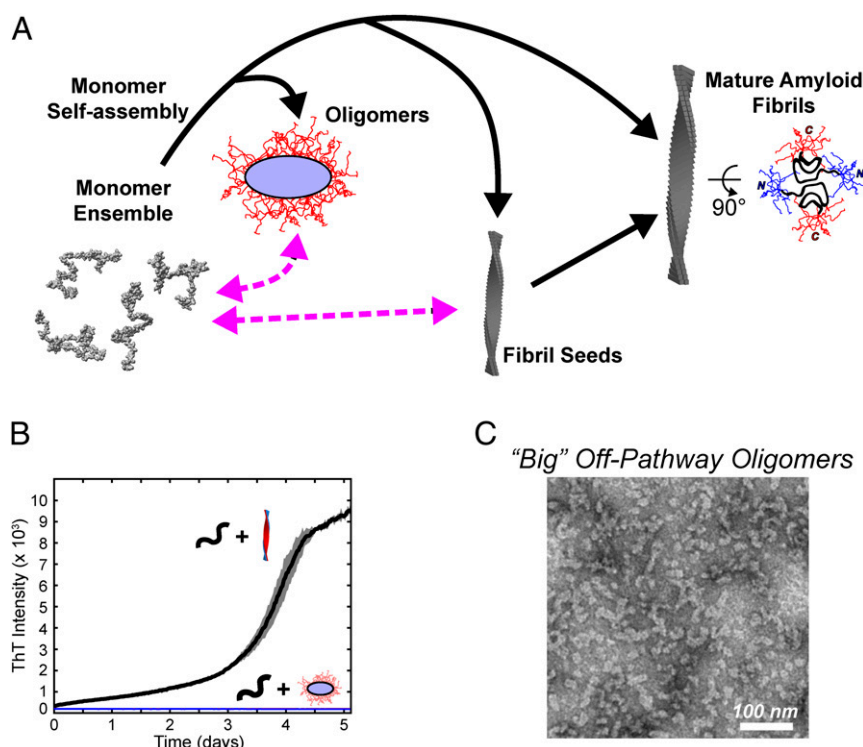 A
Monomer
Self-assembly
Oligomers
Mature Amyloid
Fibrils
Monomer
Ensemble
C
N
N
C
90°
Fibril Seeds
B
ThT Intensity (x 10³)
10
9
8
7
6
5
4
3
2
1
0
+
+
0 1 2 3 4 5
Time (days)
C
"Big" Off-Pathway Oligomers
100 nm